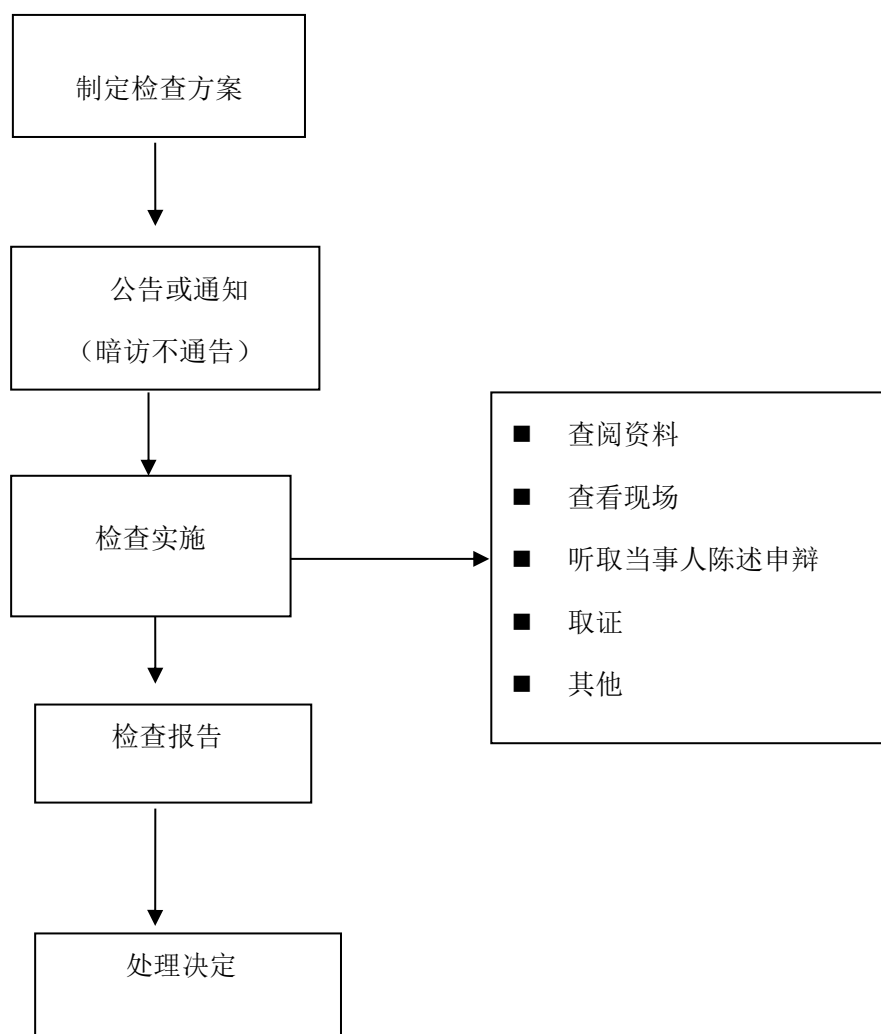 制定检查方案
公告或通知
（暗访不通告）
检查实施
■ 查阅资料
■ 查看现场
■ 听取当事人陈述申辩
■ 取证
■ 其他
检查报告
处理决定